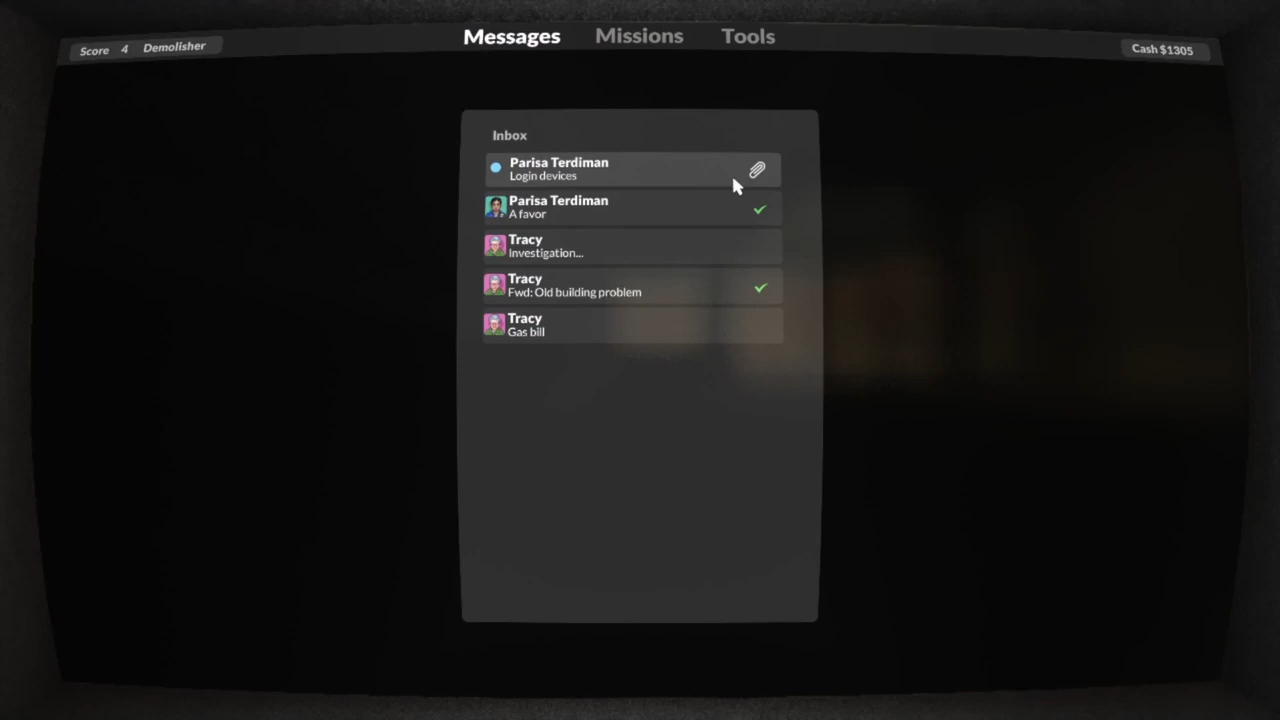 Score 4 Demolisher
Messages Missions Tools
Cash $1305
Inbox
Parisa Terdiman
Login devices
Parisa Terdiman
A favor
Tracy
Investigation...
Tracy
Fwd: Old building problem
Tracy
Gas bill